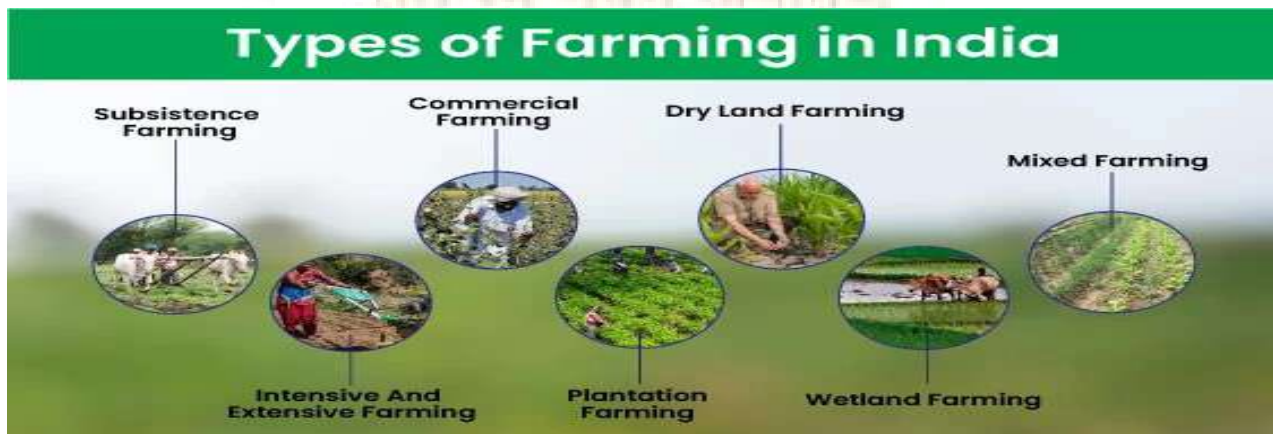 Types of Farming in India
Subsistence
Farming
Commercial
Farming
Dry Land Farming
Mixed Farming
Intensive And
Extensive Farming
Plantation
Farming
Wetland Farming